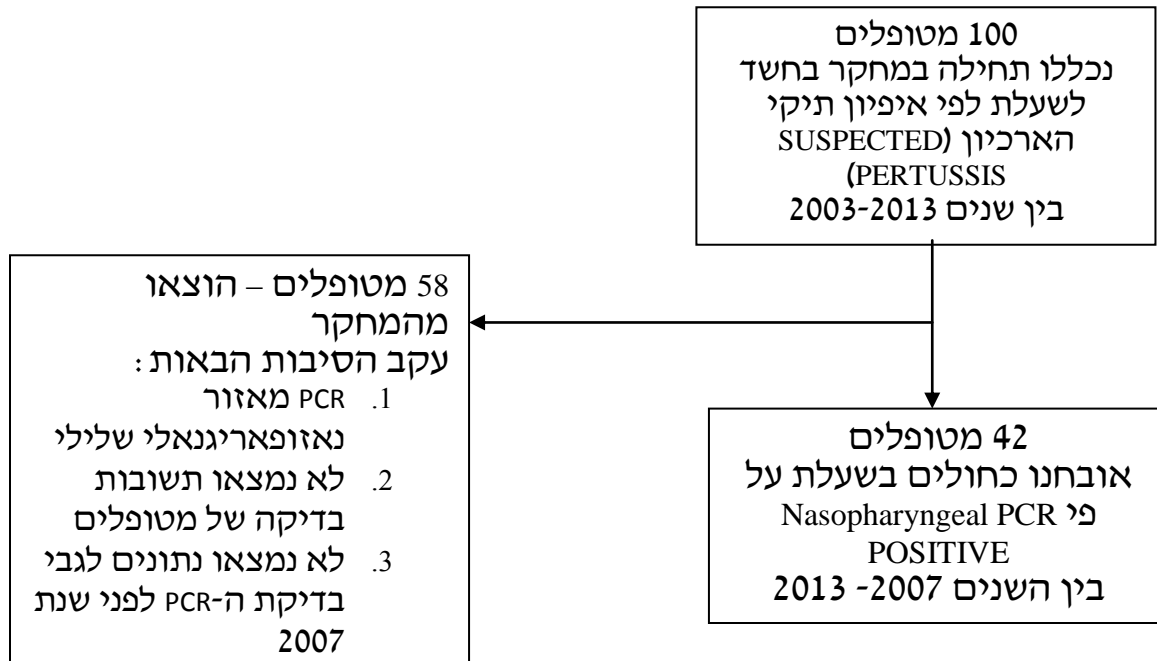 100 מטופלים
נכללו תחילה במחקר בחשד
לשעלת לפי איפיון תיקי
הארכיון (SUSPECTED
PERTUSSIS)
בין שנים 2003-2013
58 מטופלים – הוצאו
מהמחקר
עקב הסיבות הבאות:
1. PCR מאזור
נאזופאריגנאלי שלילי
2. לא נמצאו תשובות
בדיקה של מטופלים
3. לא נמצאו נתונים לגבי
בדיקת ה-PCR לפני שנת
2007
42 מטופלים
אובחנו כחולים בשעלת על
פי Nasopharyngeal PCR
POSITIVE
בין השנים 2007- 2013